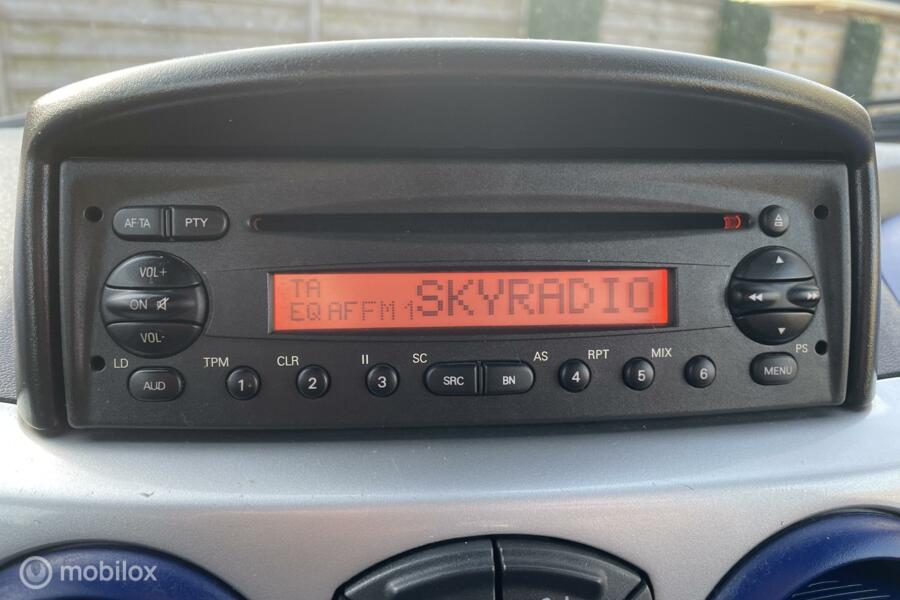 AF·TA PTY
VOL+
ON
VOL-
TA
EQ AF FM 1 SKYRADIO
LD TPM CLR II SC AS RPT MIX PS
AUD 1 2 3 SRC BN 4 5 6 MENU
mobilox